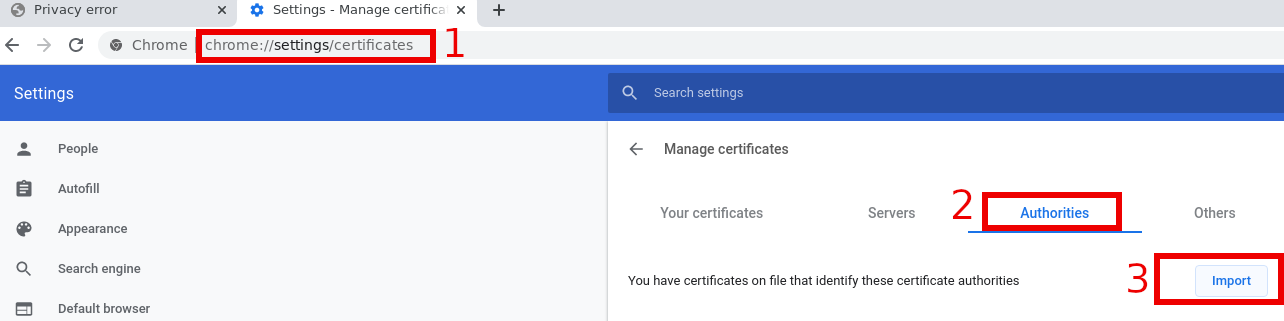 Privacy error
Settings - Manage certifica
Chrome | chrome://settings/certificates 1
Settings
Search settings
People
Manage certificates
Autofill
Your certificates Servers 2 Authorities Others
Appearance
Search engine
You have certificates on file that identify these certificate authorities 3 Import
Default browser